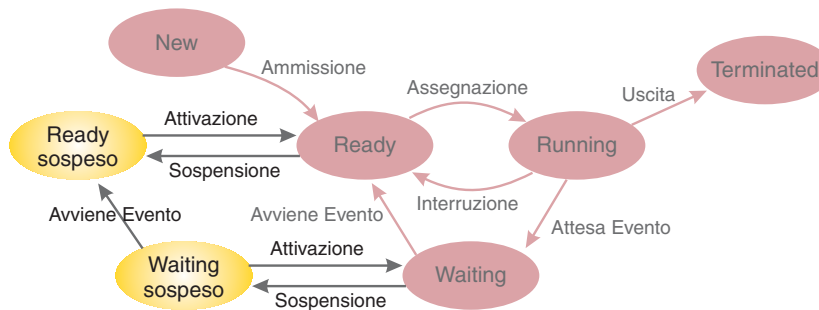 New
Ammissione
Assegnazione
Terminated
Uscita
Attivazione
Ready
sospeso
Ready
Running
Sospensione
Interruzione
Avviene Evento
Avviene Evento
Attesa Evento
Attivazione
Waiting
sospeso
Waiting
Sospensione